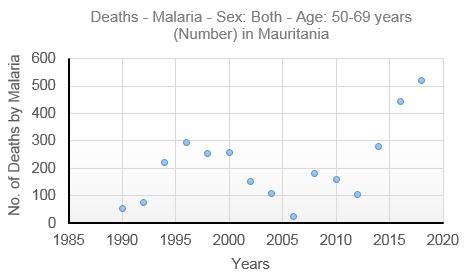 Deaths - Malaria - Sex: Both - Age: 50-69 years
(Number) in Mauritania
No. of Deaths by Malaria
600
500
400
300
200
100
0
1985 1990 1995 2000 2005 2010 2015 2020
Years